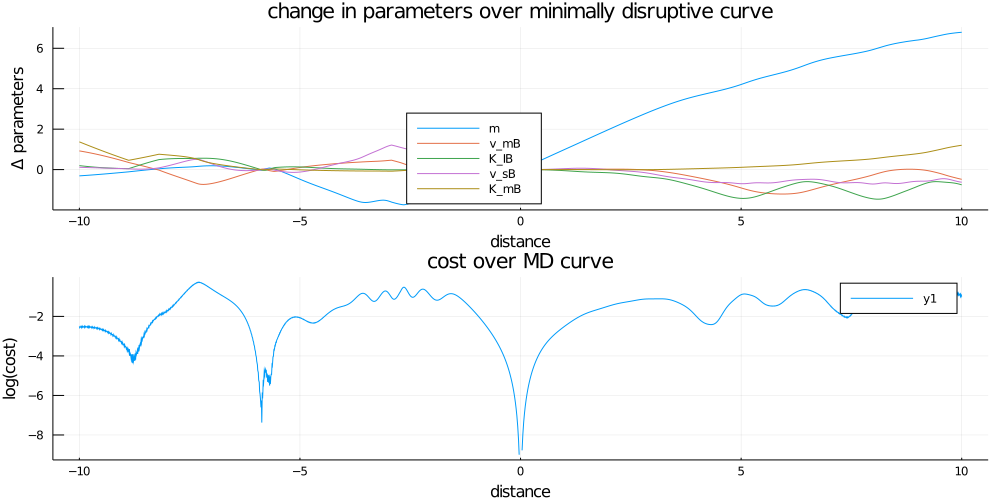 change in parameters over minimally disruptive curve
Δ parameters
6
4
2
0
m
v_mB
K_IB
v_sB
K_mB
−10
−5
0
5
10
distance
cost over MD curve
log(cost)
−2
−4
−6
−8
y1
−10
−5
0
5
10
distance